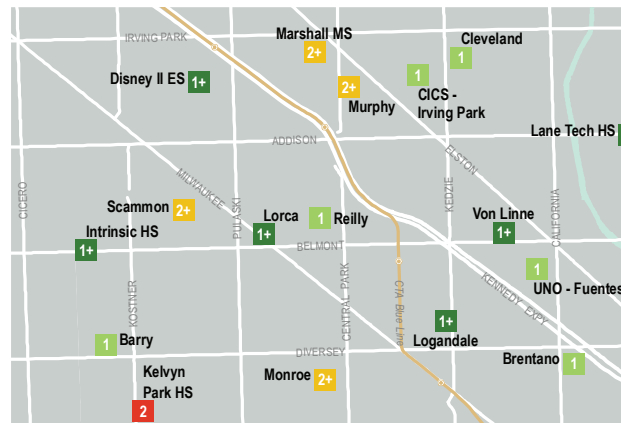 Marshall MS
2+
IRVING PARK
Cleveland
1
Disney II ES
1+
2+
Murphy
1
CICS -
Irving Park
Lane Tech HS
ADDISON
ELSTON
MILWAUKEE
CICERO
PULASKI
KEDZIE
CALIFORNIA
Scammon
2+
Lorca
1+
1
Reilly
Von Linne
1+
Intrinsic HS
1+
BELMONT
1
UNO - Fuentes
KENNEDY EXPY
KOSTNER
CENTRAL PARK
CTA Blue Line
1+
Logandale
1
Barry
DIVERSEY
Brentano
1
Kelvyn
Park HS
2
Monroe
2+